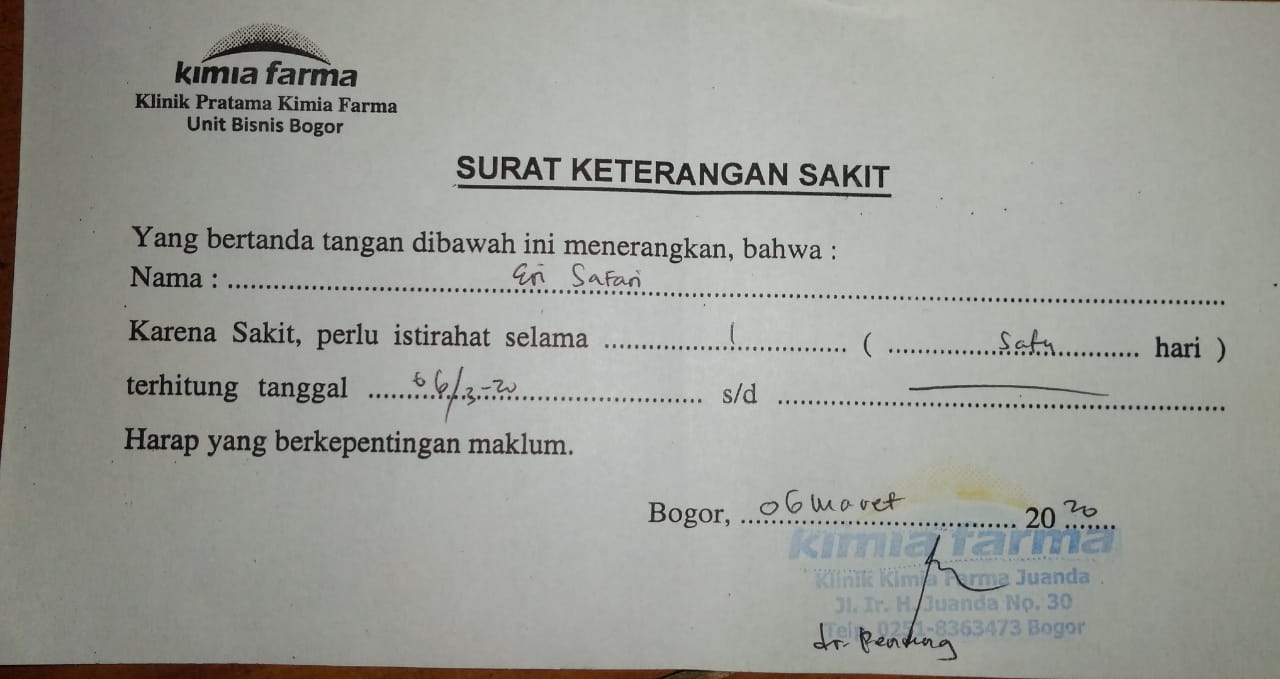 kimia farma
Klinik Pratama Kimia Farma
Unit Bisnis Bogor
SURAT KETERANGAN SAKIT
Yang bertanda tangan dibawah ini menerangkan, bahwa :
Nama : Eri Safari
Karena Sakit, perlu istirahat selama 1 ( satu hari )
terhitung tanggal 06/3-20 s/d —
Harap yang berkepentingan maklum.
Bogor, 06 Maret 2020
kimia farma
Klinik Kimia Farma Juanda
Jl. Ir. H. Juanda No. 30
Telp. 0251-8363473 Bogor
dr.